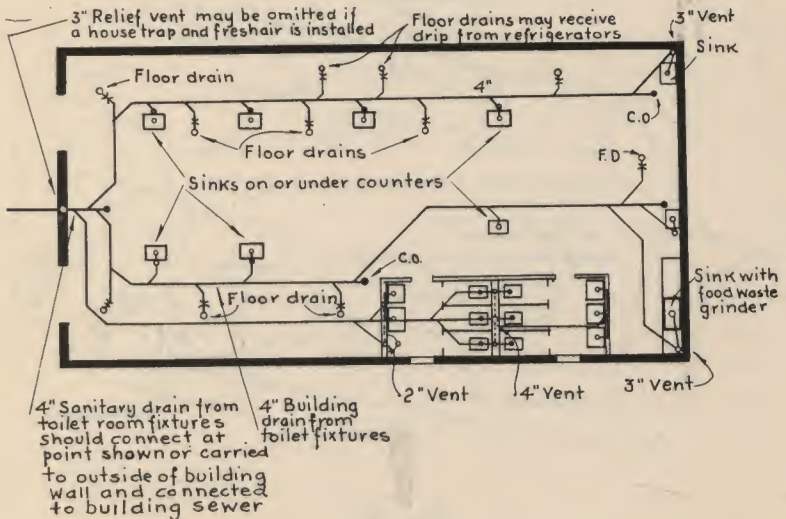 3" Relief vent may be omitted if
a house trap and freshair is installed
Floor drains may receive
drip from refrigerators
3" Vent
Sink
Floor drain
4"
C.O
Floor drains
F.D
Sinks on or under counters
C.O.
Floor drain
Sink with
food waste
grinder
2" Vent
4" Vent
3" Vent
4" Sanitary drain from
toilet room fixtures
should connect at
point shown or carried
to outside of building
wall and connected
to building sewer
4" Building
drain from
toilet fixtures